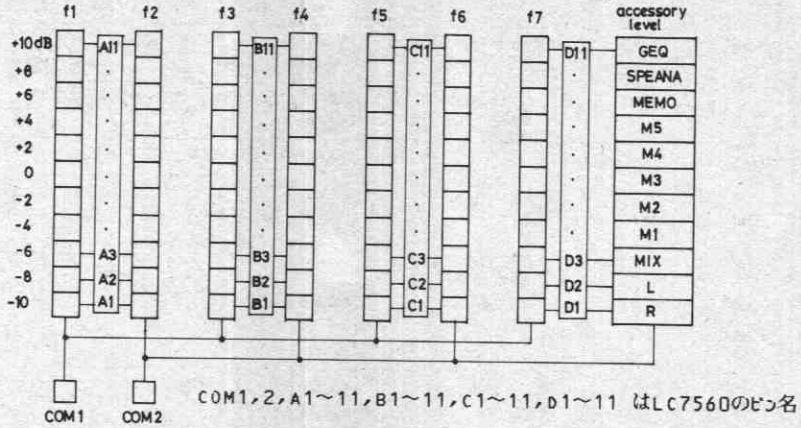 f1 f2 f3 f4 f5 f6 f7 accessory level
+10dB A11 B11 C11 D11 GEQ
+8 SPEANA
+6 MEMO
+4 M5
+2 M4
0 M3
-2 M2
-4 M1
-6 A3 B3 C3 D3 MIX
-8 A2 B2 C2 D2 L
-10 A1 B1 C1 D1 R
COM1 COM2
COM1,2,A1~11,B1~11,C1~11,D1~11 はLC7560のピン名